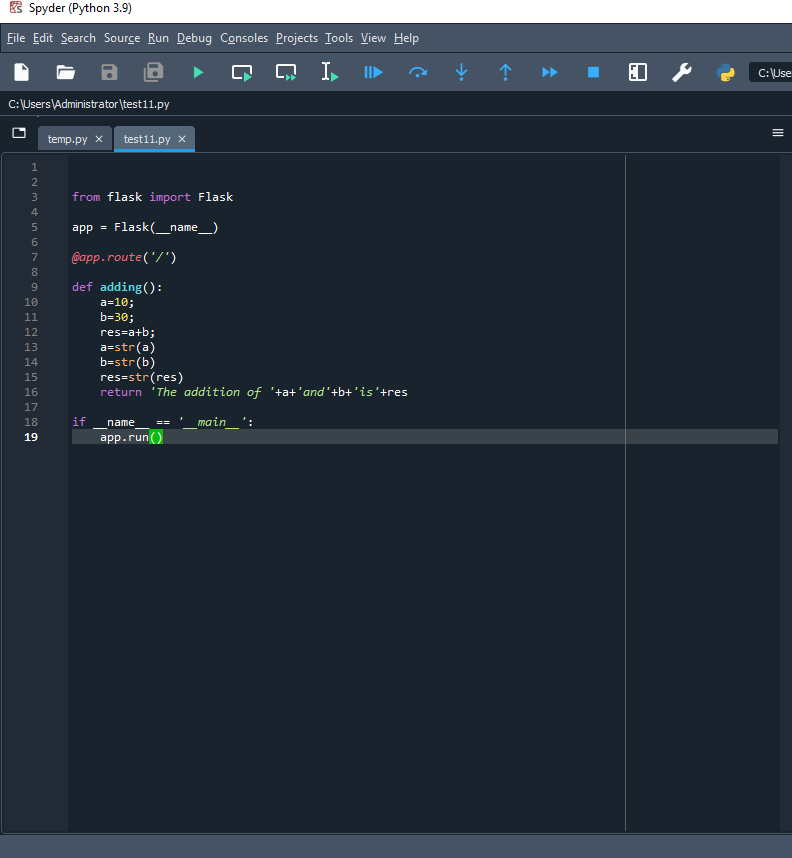 Spyder (Python 3.9)
File Edit Search Source Run Debug Consoles Projects Tools View Help
C:\Use
C:\Users\Administrator\test11.py
temp.py × test11.py ×
1
2
3 from flask import Flask
4
5 app = Flask(__name__)
6
7 @app.route('/')
8
9 def adding():
10 a=10;
11 b=30;
12 res=a+b;
13 a=str(a)
14 b=str(b)
15 res=str(res)
16 return 'The addition of '+a+'and'+b+'is'+res
17
18 if __name__ == '__main__':
19 app.run()